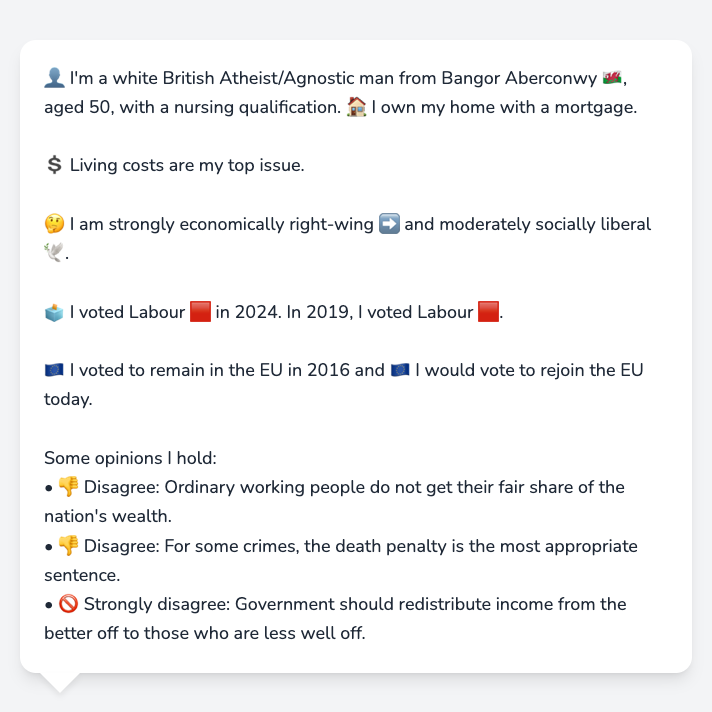 👤 I'm a white British Atheist/Agnostic man from Bangor Aberconwy 🏴󠁧󠁢󠁷󠁬󠁳󠁿,
aged 50, with a nursing qualification. 🏠 I own my home with a mortgage.
💲 Living costs are my top issue.
🤔 I am strongly economically right-wing ➡️ and moderately socially liberal
🕊️.
🗳️ I voted Labour 🟥 in 2024. In 2019, I voted Labour 🟥.
🇪🇺 I voted to remain in the EU in 2016 and 🇪🇺 I would vote to rejoin the EU
today.
Some opinions I hold:
• 👎 Disagree: Ordinary working people do not get their fair share of the
nation's wealth.
• 👎 Disagree: For some crimes, the death penalty is the most appropriate
sentence.
• 🚫 Strongly disagree: Government should redistribute income from the
better off to those who are less well off.